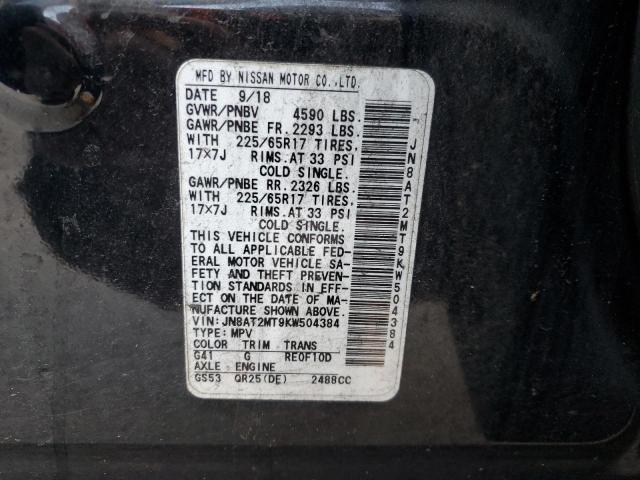 MFD BY NISSAN MOTOR CO.,LTD.
DATE 9/18
GVWR/PNBV 4590 LBS.
GAWR/PNBE FR.2293 LBS.
WITH 225/65R17 TIRES,
17X7J RIMS.AT 33 PSI
COLD SINGLE.
GAWR/PNBE RR.2326 LBS.
WITH 225/65R17 TIRES,
17X7J RIMS.AT 33 PSI
COLD SINGLE.
THIS VEHICLE CONFORMS
TO ALL APPLICABLE FED-
ERAL MOTOR VEHICLE SA-
FETY AND THEFT PREVEN-
TION STANDARDS IN EFF-
ECT ON THE DATE OF MA-
NUFACTURE SHOWN ABOVE.
VIN: JN8AT2MT9KW504384
TYPE: MPV
COLOR TRIM TRANS
G41 G RE0F10D
AXLE ENGINE
GS53 QR25(DE) 2488CC
JN8AT2MT9KW504384